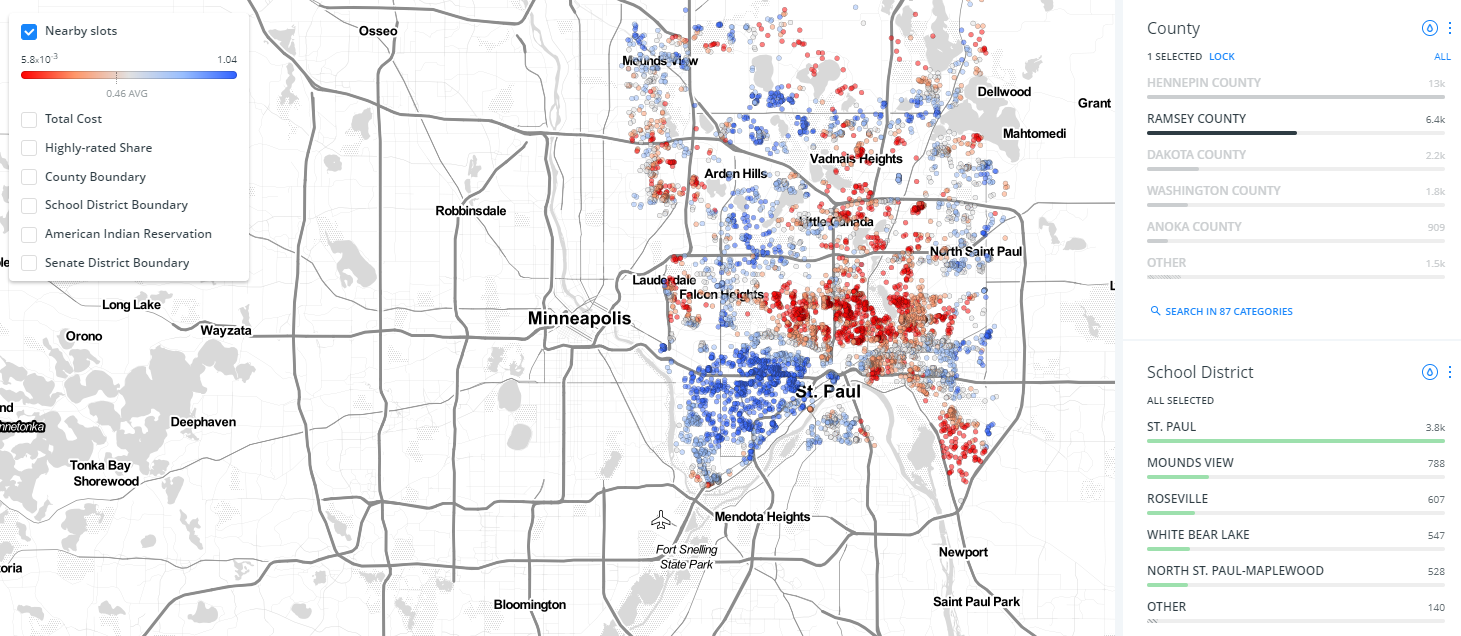 Nearby slots
5.8x10⁻³ 1.04
0.46 AVG
Total Cost
Highly-rated Share
County Boundary
School District Boundary
American Indian Reservation
Senate District Boundary
Osseo
Mounds View
Dellwood
Grant
Mahtomedi
Vadnais Heights
Arden Hills
Robbinsdale
Little Canada
North Saint Paul
Lauderdale
Falcon Heights
L
Long Lake
Minneapolis
Wayzata
Orono
St. Paul
nd
nnetonka
Deephaven
Tonka Bay
Shorewood
Mendota Heights
Fort Snelling
State Park
Newport
oria
Bloomington
Saint Paul Park
County
1 SELECTED LOCK ALL
HENNEPIN COUNTY 13k
RAMSEY COUNTY 6.4k
DAKOTA COUNTY 2.2k
WASHINGTON COUNTY 1.8k
ANOKA COUNTY 909
OTHER 1.5k
SEARCH IN 87 CATEGORIES
School District
ALL SELECTED
ST. PAUL 3.8k
MOUNDS VIEW 788
ROSEVILLE 607
WHITE BEAR LAKE 547
NORTH ST. PAUL-MAPLEWOOD 528
OTHER 140